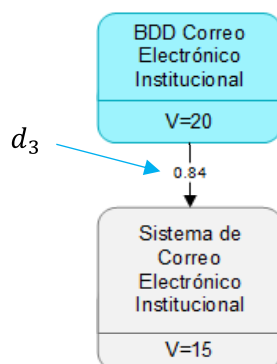 BDD Correo
Electrónico
Institucional
V=20
d₃
0.84
Sistema de
Correo
Electrónico
Institucional
V=15